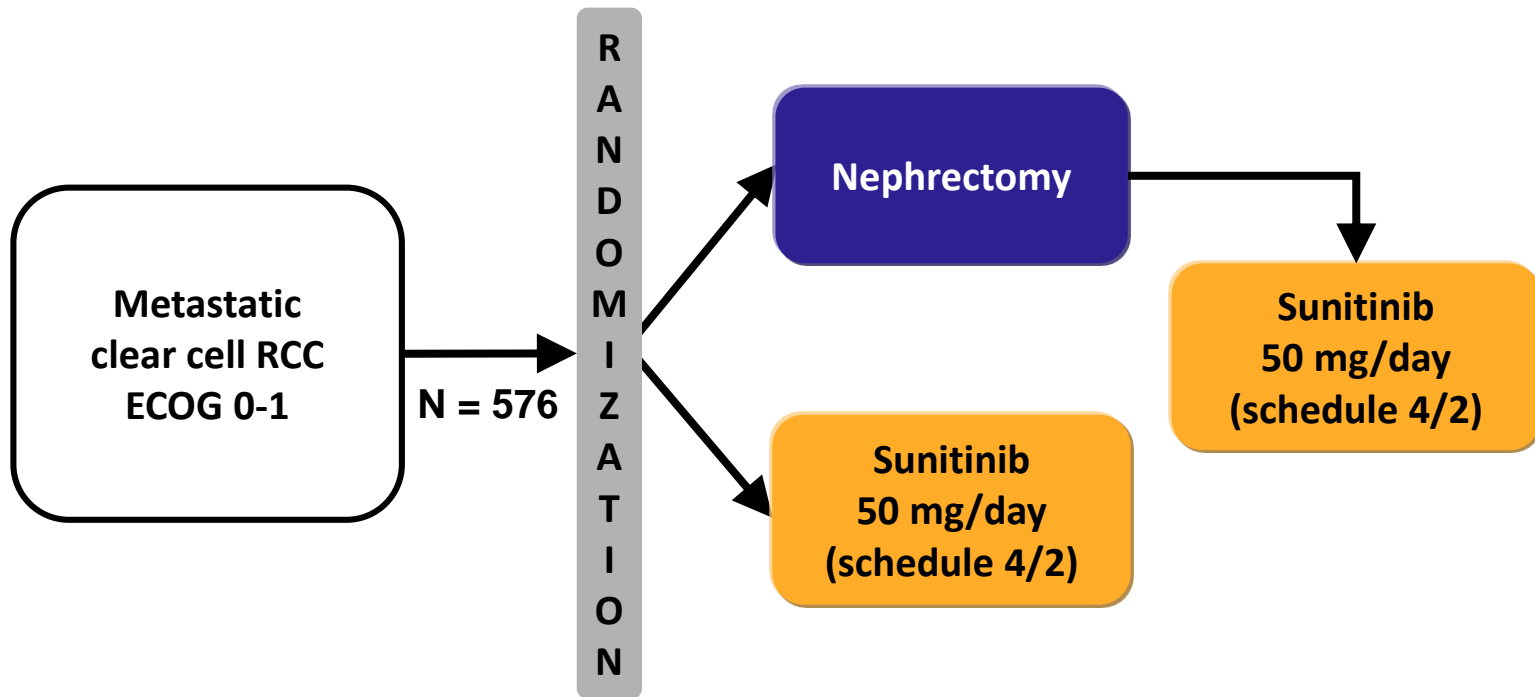 Metastatic
clear cell RCC
ECOG 0-1
N = 576
RANDOMIZATION
Nephrectomy
Sunitinib
50 mg/day
(schedule 4/2)
Sunitinib
50 mg/day
(schedule 4/2)